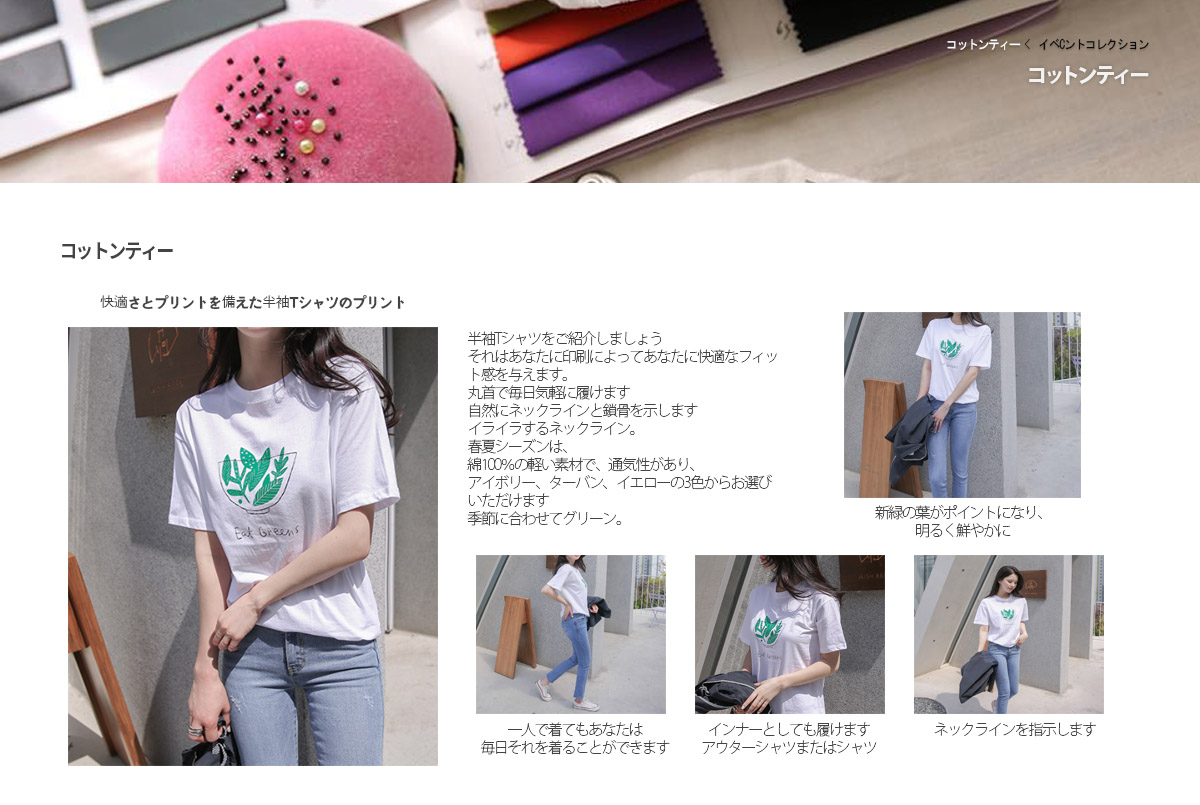 コットンティー く イベCントコレクション
コットンティー
コットンティー
快適さとプリントを備えた半袖Tシャツのプリント
半袖Tシャツをご紹介しましょう
それはあなたに印刷によってあなたに快適なフィッ
ト感を与えます。
丸首で毎日気軽に履けます
自然にネックラインと鎖骨を示します
イライラするネックライン。
春夏シーズンは、
綿100%の軽い素材で、通気性があり、
アイボリー、ターバン、イエローの3色からお選び
いただけます
季節に合わせてグリーン。
Eat Greens
新緑の葉がポイントになり、
明るく鮮やかに
一人で着てもあなたは
毎日それを着ることができます
インナーとしても履けます
アウターシャツまたはシャツ
ネックラインを指示します